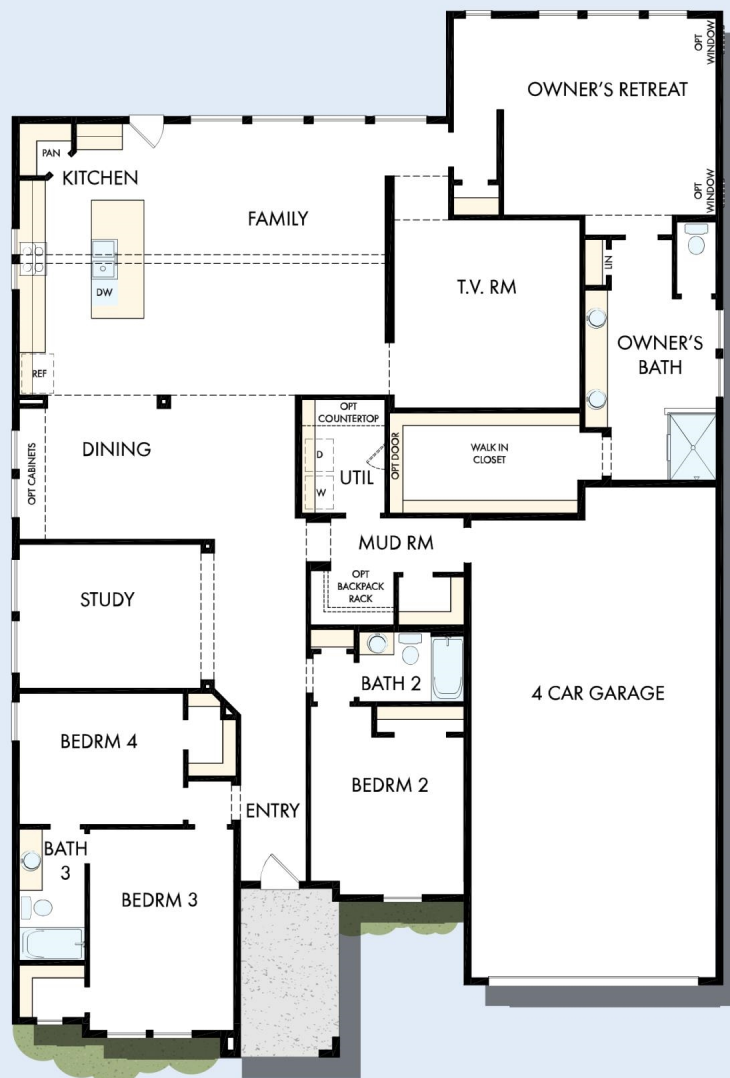 OPT
WINDOW
OWNER'S RETREAT
PAN
KITCHEN
OPT
WINDOW
FAMILY
LIN
T.V. RM
DW
OWNER'S
BATH
REF
OPT
COUNTERTOP
DINING
OPT CABINETS
D
UTIL
W
OPT DOOR
WALK IN
CLOSET
MUD RM
OPT
BACKPACK
RACK
STUDY
BATH 2
4 CAR GARAGE
BEDRM 4
BEDRM 2
ENTRY
BATH
3
BEDRM 3